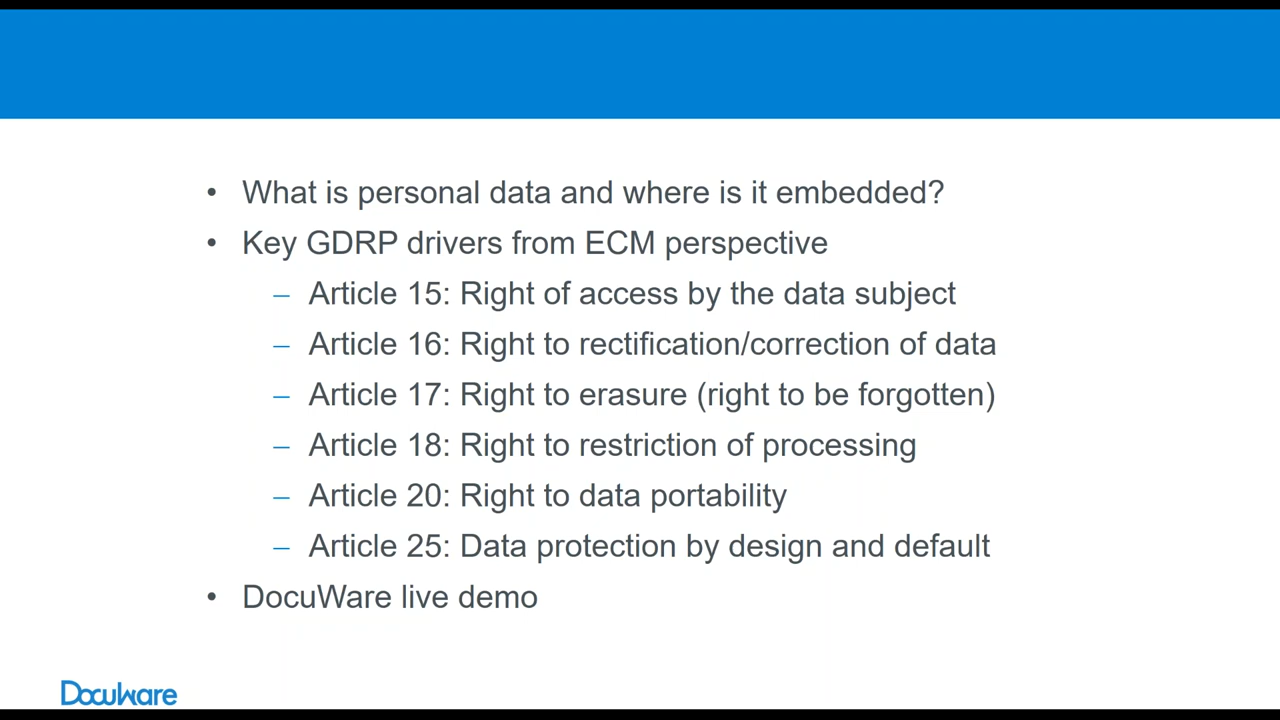 • What is personal data and where is it embedded?
• Key GDRP drivers from ECM perspective
– Article 15: Right of access by the data subject
– Article 16: Right to rectification/correction of data
– Article 17: Right to erasure (right to be forgotten)
– Article 18: Right to restriction of processing
– Article 20: Right to data portability
– Article 25: Data protection by design and default
• DocuWare live demo
DocuWare